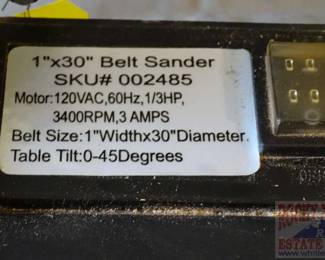 1"x30" Belt Sander
SKU# 002485
Motor:120VAC,60Hz,1/3HP,
3400RPM,3 AMPS
Belt Size:1"Widthx30"Diameter.
Table Tilt:0-45Degrees
ESTATE